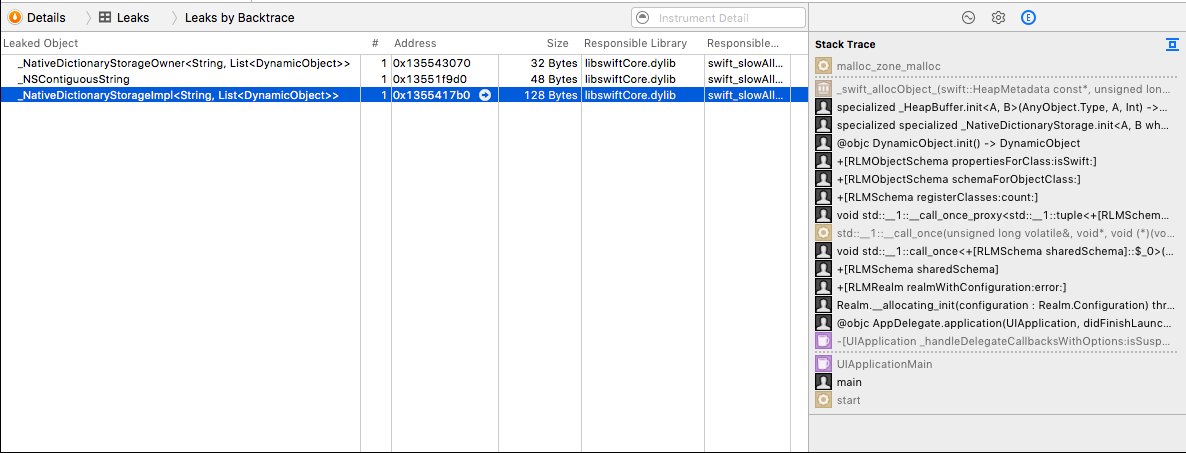 Details Leaks Leaks by Backtrace Instrument Detail
Leaked Object # Address Size Responsible Library Responsible...
_NativeDictionaryStorageOwner<String, List<DynamicObject>> 1 0x135543070 32 Bytes libswiftCore.dylib swift_slowAll...
_NSContiguousString 1 0x13551f9d0 48 Bytes libswiftCore.dylib swift_slowAll...
_NativeDictionaryStorageImpl<String, List<DynamicObject>> 1 0x1355417b0 128 Bytes libswiftCore.dylib swift_slowAll...
E
Stack Trace
malloc_zone_malloc
_swift_allocObject_(swift::HeapMetadata const*, unsigned lon...
specialized _HeapBuffer.init<A, B>(AnyObject.Type, A, Int) ->...
specialized specialized _NativeDictionaryStorage.init<A, B wh...
@objc DynamicObject.init() -> DynamicObject
+[RLMObjectSchema propertiesForClass:isSwift:]
+[RLMObjectSchema schemaForObjectClass:]
+[RLMSchema registerClasses:count:]
void std::__1::__call_once_proxy<std::__1::tuple<+[RLMSchem...
std::__1::__call_once(unsigned long volatile&, void*, void (*)(vo...
void std::__1::call_once<+[RLMSchema sharedSchema]::$_0>(...
+[RLMSchema sharedSchema]
+[RLMRealm realmWithConfiguration:error:]
Realm.__allocating_init(configuration : Realm.Configuration) thr...
@objc AppDelegate.application(UIApplication, didFinishLaunc...
-[UIApplication _handleDelegateCallbacksWithOptions:isSusp...
UIApplicationMain
main
start